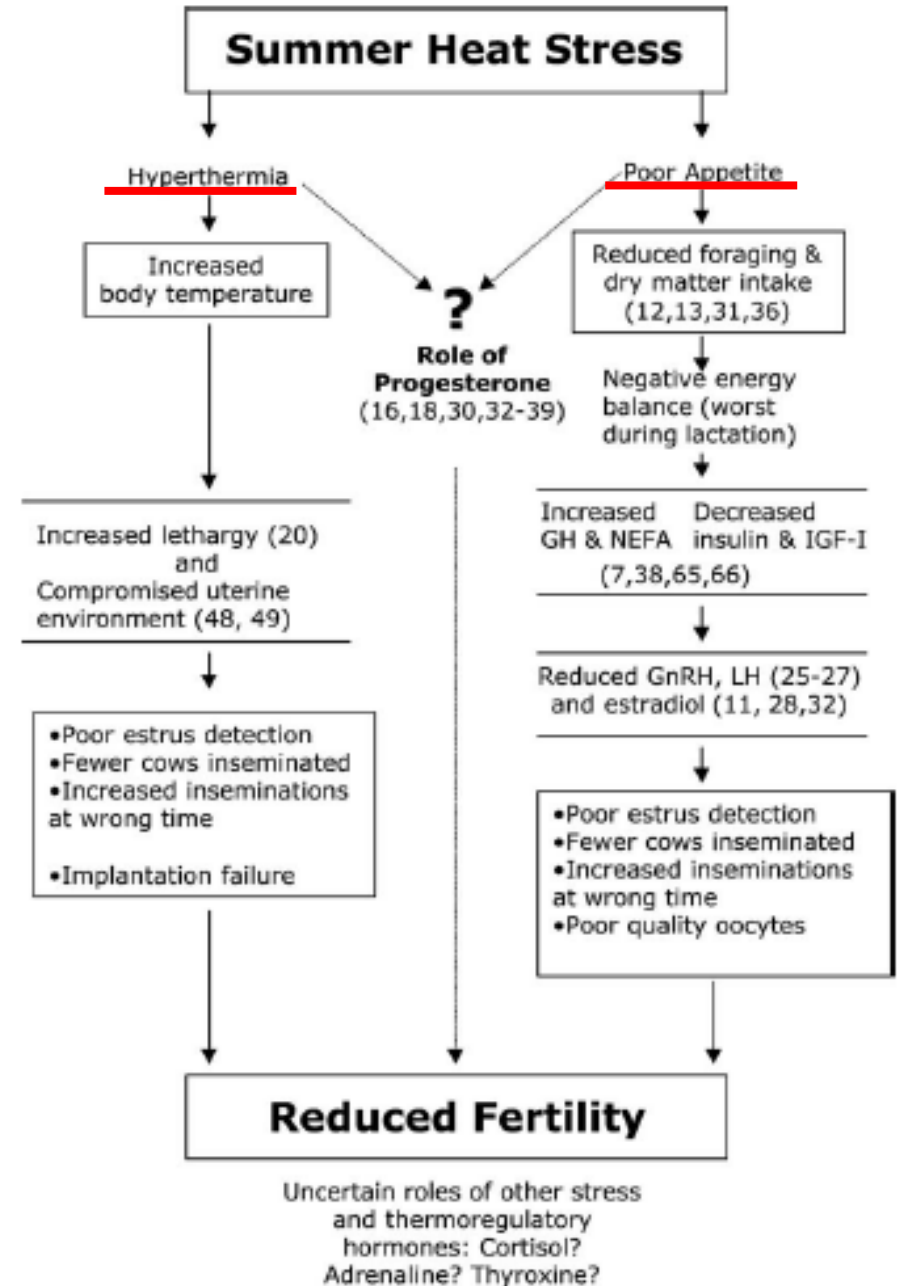 Summer Heat Stress
Hyperthermia
Poor Appetite
Increased
body temperature
Reduced foraging &
dry matter intake
(12,13,31,36)
?
Role of
Progesterone
(16,18,30,32-39)
Negative energy
balance (worst
during lactation)
Increased lethargy (20)
and
Compromised uterine
environment (48, 49)
Increased Decreased
GH & NEFA insulin & IGF-I
(7,38,65,66)
Reduced GnRH, LH (25-27)
and estradiol (11, 28,32)
•Poor estrus detection
•Fewer cows inseminated
•Increased inseminations
at wrong time
•Implantation failure
•Poor estrus detection
•Fewer cows inseminated
•Increased inseminations
at wrong time
•Poor quality oocytes
Reduced Fertility
Uncertain roles of other stress
and thermoregulatory
hormones: Cortisol?
Adrenaline? Thyroxine?